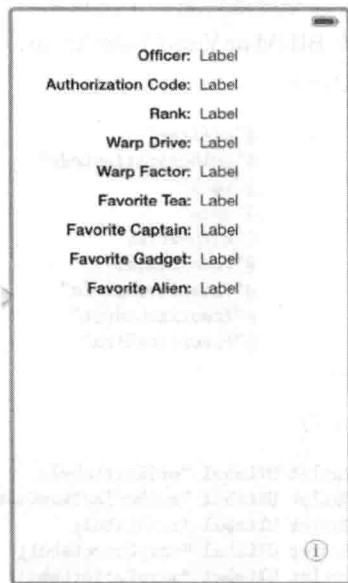 Officer: Label
Authorization Code: Label
Rank: Label
Warp Drive: Label
Warp Factor: Label
Favorite Tea: Label
Favorite Captain: Label
Favorite Gadget: Label
Favorite Alien: Label
i